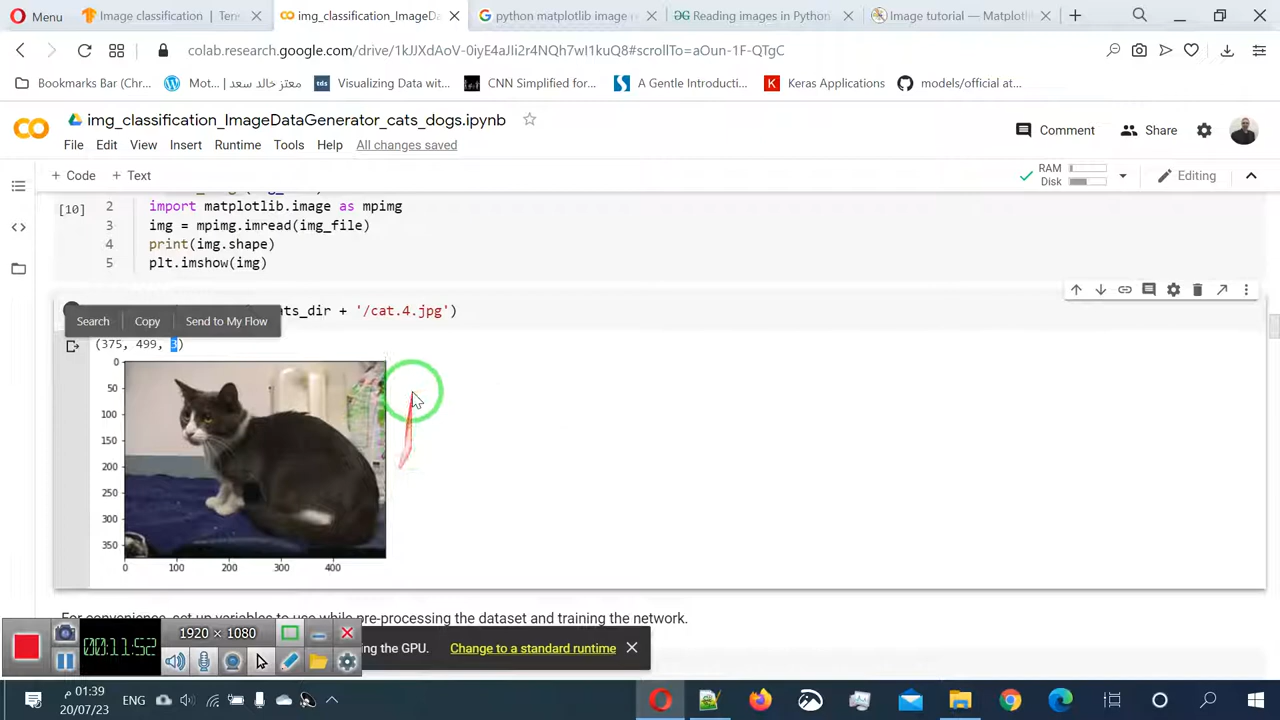 Menu
Image classification | Ten
img_classification_ImageDa
python matplotlib image r
Reading images in Python
Image tutorial — Matplotl
colab.research.google.com/drive/1kJJXdAoV-0iyE4aJIi2r4NQh7wI1kuQ8#scrollTo=aOun-1F-QTgC
Bookmarks Bar (Chr...
Mot... | معتز خالد سعد
Visualizing Data wit...
CNN Simplified for...
A Gentle Introducti...
Keras Applications
models/official at...
img_classification_ImageDataGenerator_cats_dogs.ipynb
Comment
Share
File Edit View Insert Runtime Tools Help All changes saved
+ Code + Text
RAM
Disk
Editing
[10] 2 import matplotlib.image as mpimg
3 img = mpimg.imread(img_file)
4 print(img.shape)
5 plt.imshow(img)
ats_dir + '/cat.4.jpg')
Search Copy Send to My Flow
(375, 499, 3)
0
50
100
150
200
250
300
350
0 100 200 300 400
For convenience, set up variables to use while pre-processing the dataset and training the network.
1920 × 1080
00:11:52
ng the GPU. Change to a standard runtime
ENG
01:39 م
20/07/23